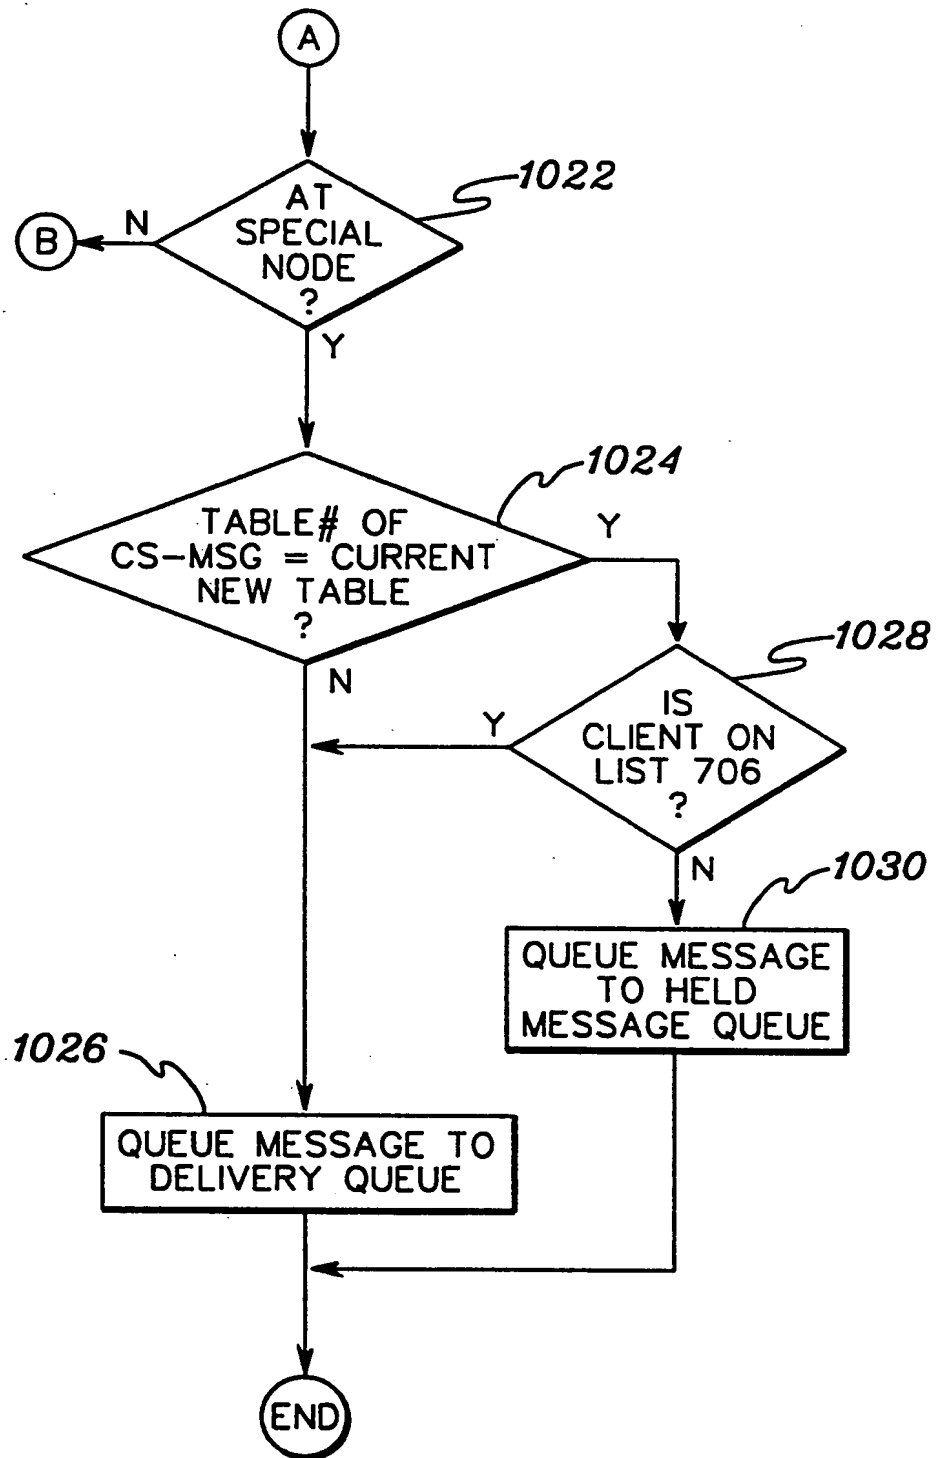 A
1022
AT
SPECIAL
NODE
?
N
B
Y
1024
TABLE# OF
CS-MSG = CURRENT
NEW TABLE
?
Y
N
1028
IS
CLIENT ON
LIST 706
?
Y
N
1030
QUEUE MESSAGE
TO HELD
MESSAGE QUEUE
1026
QUEUE MESSAGE TO
DELIVERY QUEUE
END